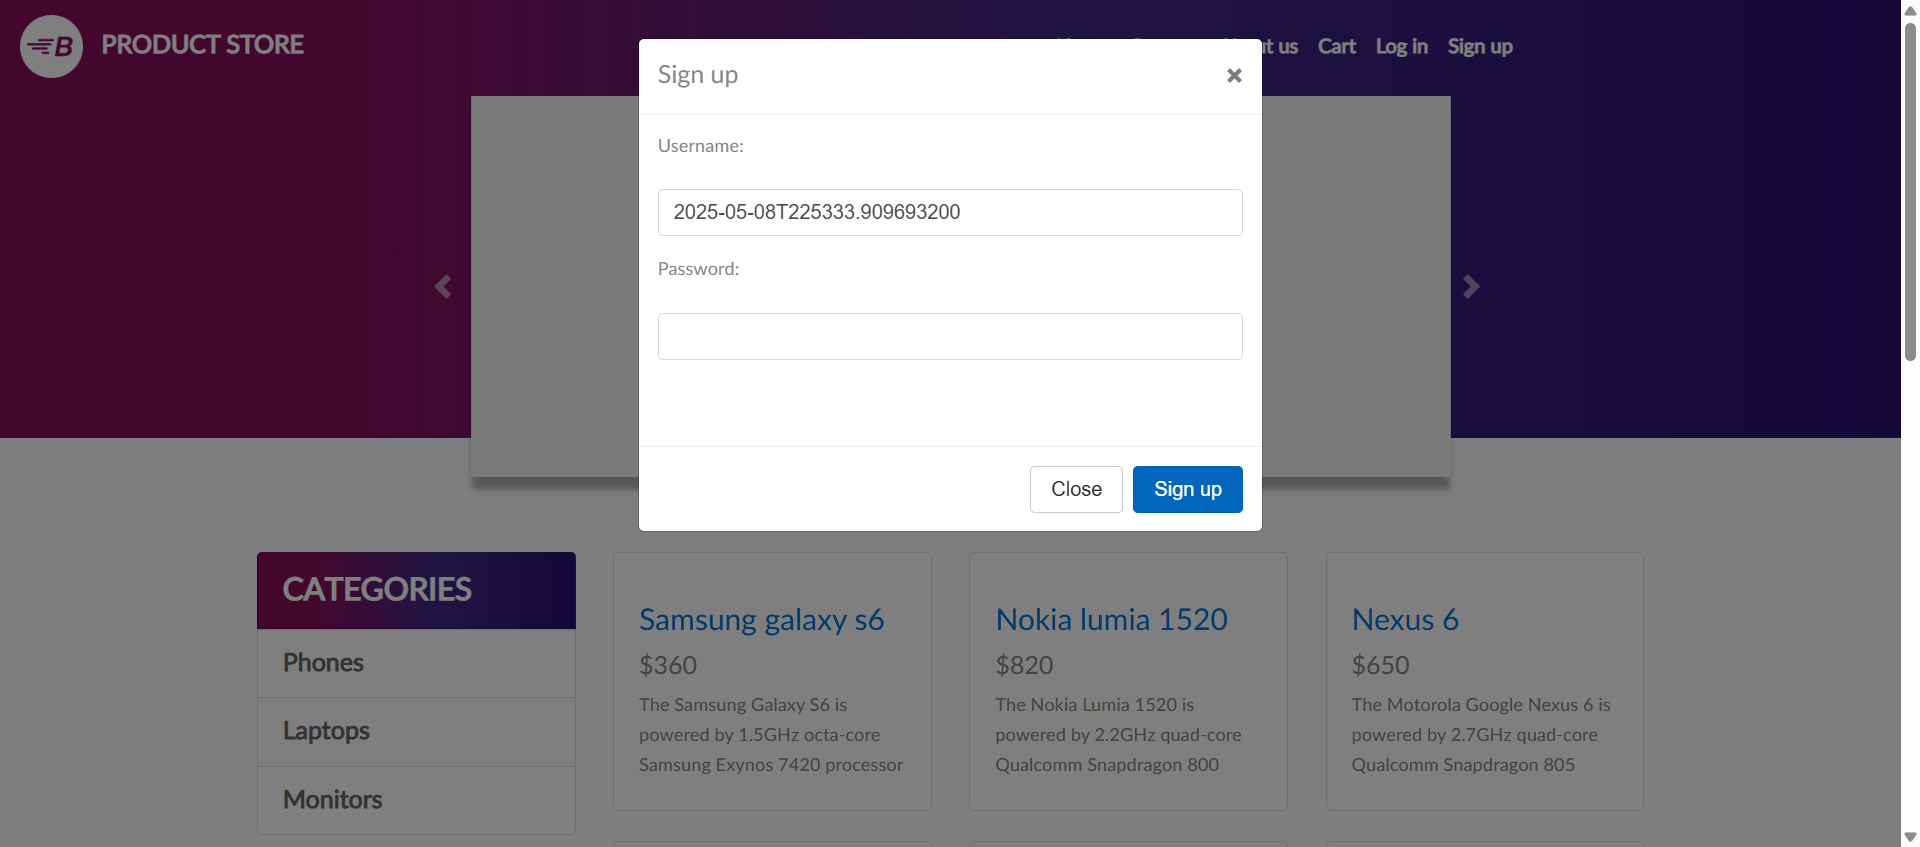 B PRODUCT STORE
ut us Cart Log in Sign up
Sign up
Username:
2025-05-08T225333.909693200
Password:
Close Sign up
CATEGORIES
Phones
Laptops
Monitors
Samsung galaxy s6
$360
The Samsung Galaxy S6 is
powered by 1.5GHz octa-core
Samsung Exynos 7420 processor
Nokia lumia 1520
$820
The Nokia Lumia 1520 is
powered by 2.2GHz quad-core
Qualcomm Snapdragon 800
Nexus 6
$650
The Motorola Google Nexus 6 is
powered by 2.7GHz quad-core
Qualcomm Snapdragon 805